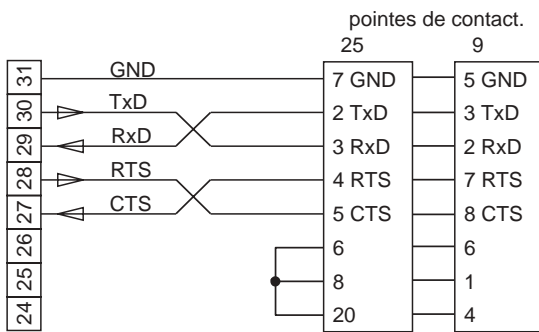 pointes de contact.
25 9
31 GND 7 GND 5 GND
30 TxD 2 TxD 3 TxD
29 RxD 3 RxD 2 RxD
28 RTS 4 RTS 7 RTS
27 CTS 5 CTS 8 CTS
26 6 6
25 8 1
24 20 4